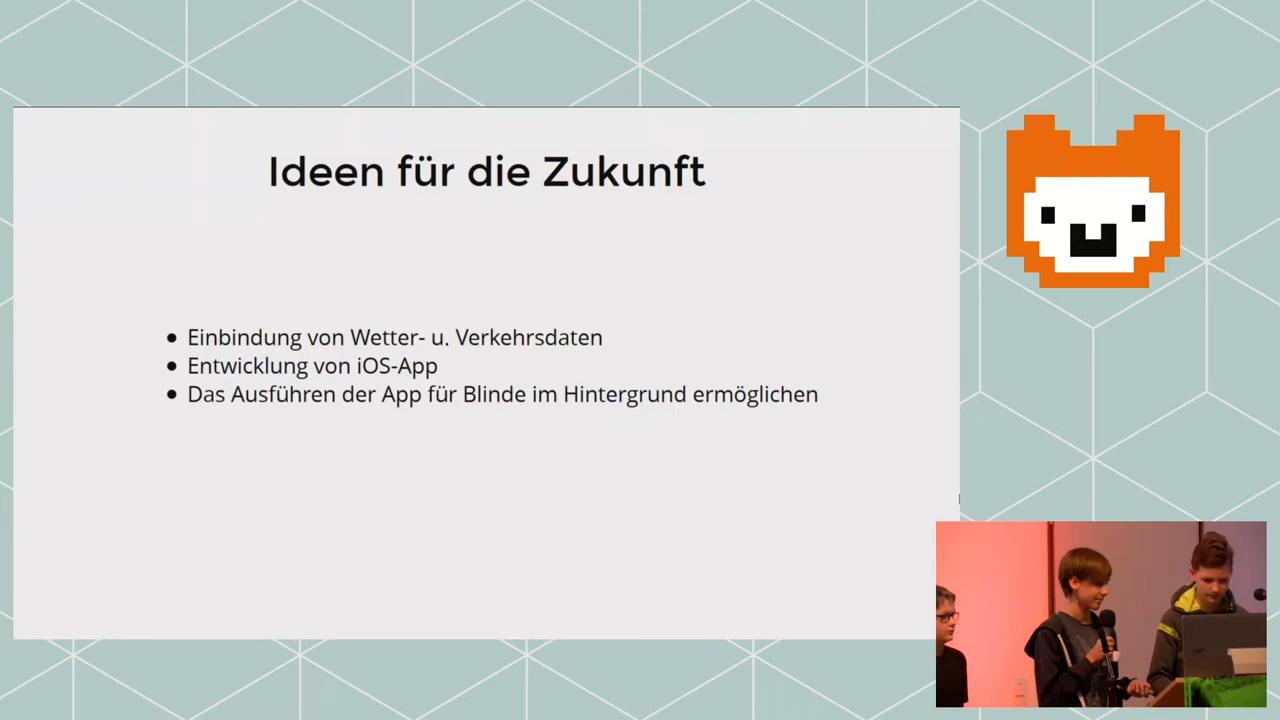 Ideen für die Zukunft
• Einbindung von Wetter- u. Verkehrsdaten
• Entwicklung von iOS-App
• Das Ausführen der App für Blinde im Hintergrund ermöglichen